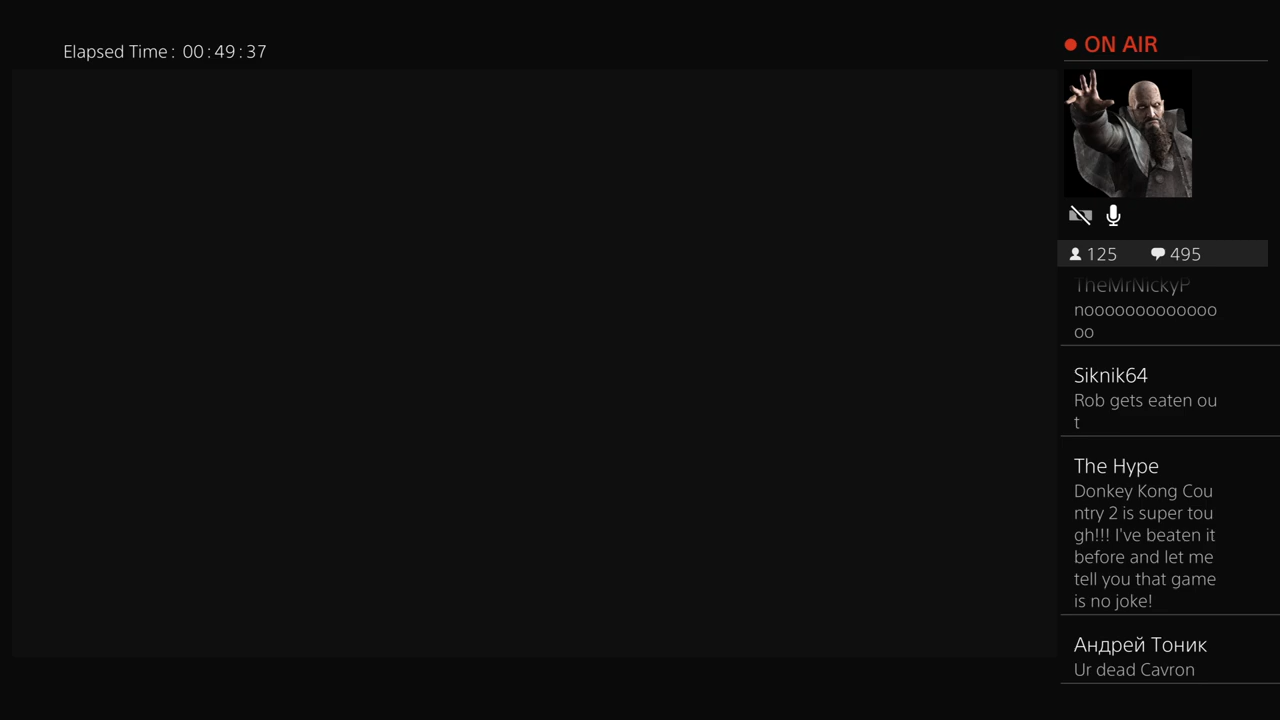 Elapsed Time: 00:49:37
ON AIR
125 495
TheMrNickyP
nooooooooooooo
oo
Siknik64
Rob gets eaten ou
t
The Hype
Donkey Kong Cou
ntry 2 is super tou
gh!!! I've beaten it
before and let me
tell you that game
is no joke!
Андрей Тоник
Ur dead Cavron